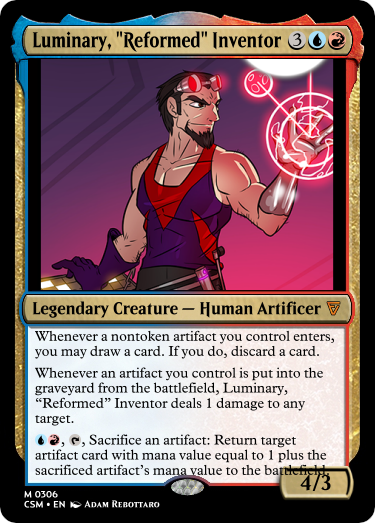 Luminary, "Reformed" Inventor 3
Legendary Creature — Human Artificer
Whenever a nontoken artifact you control enters,
you may draw a card. If you do, discard a card.
Whenever an artifact you control is put into the
graveyard from the battlefield, Luminary,
“Reformed” Inventor deals 1 damage to any
target.
, , Sacrifice an artifact: Return target
artifact card with mana value equal to 1 plus the
sacrificed artifact’s mana value to the battlefield.
4/3
M 0306
CSM • EN Adam Rebottaro